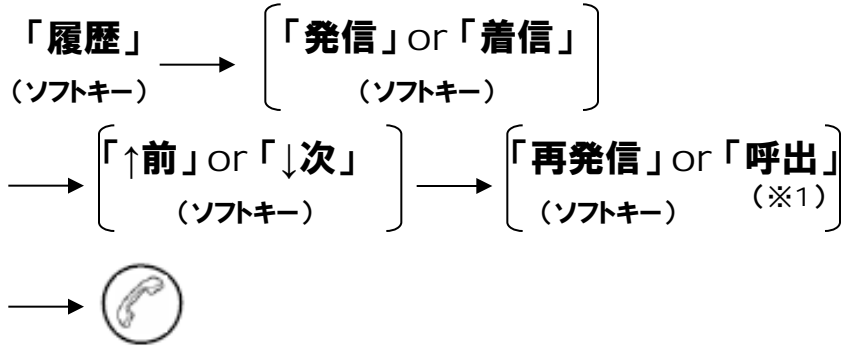 「履歴」 「発信」or「着信」
（ソフトキー） （ソフトキー）
「↑前」or「↓次」 「再発信」or「呼出」
（ソフトキー） （ソフトキー） （※1）